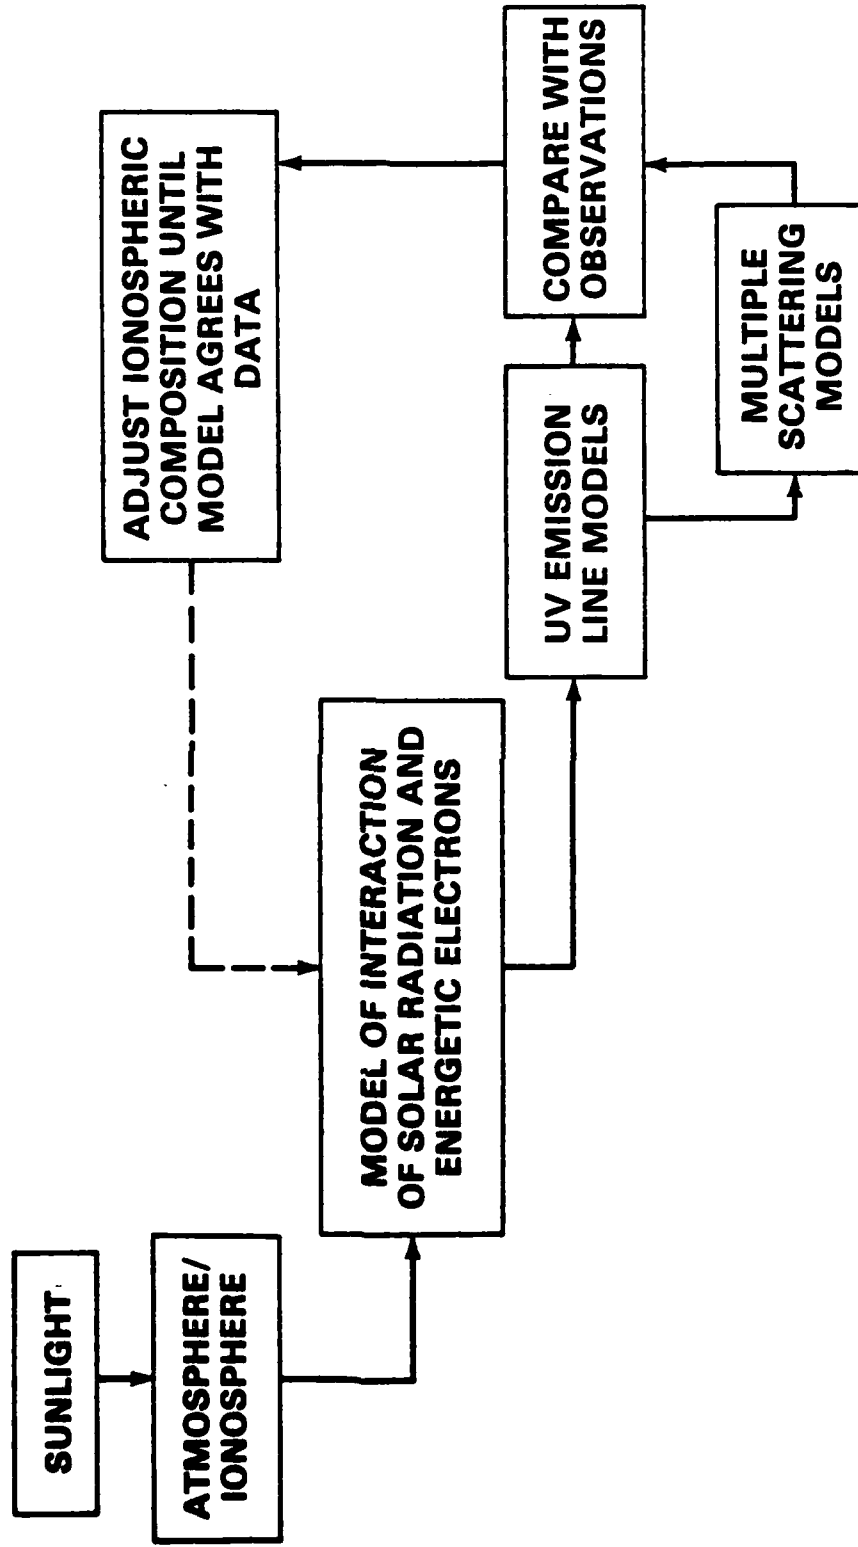 SUNLIGHT
ATMOSPHERE/
IONOSPHERE
MODEL OF INTERACTION
OF SOLAR RADIATION AND
ENERGETIC ELECTRONS
ADJUST IONOSPHERIC
COMPOSITION UNTIL
MODEL AGREES WITH
DATA
UV EMISSION
LINE MODELS
COMPARE WITH
OBSERVATIONS
MULTIPLE
SCATTERING
MODELS